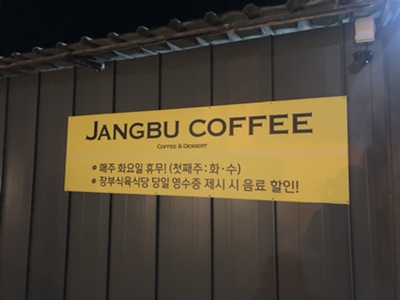 JANGBU COFFEE
COFFEE & DESSERT
매주 화요일 휴무! (첫째주 : 화·수)
장부식육식당 당일 영수증 제시 시 음료 할인!